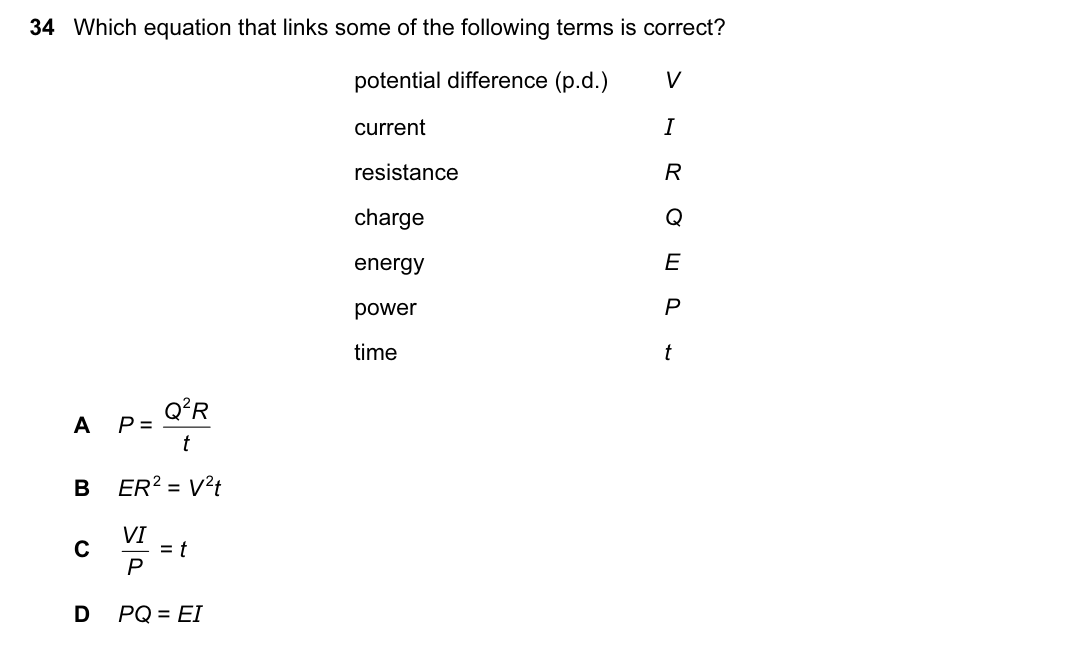 34 Which equation that links some of the following terms is correct?
potential difference (p.d.) V
current I
resistance R
charge Q
energy E
power P
time t
A P = Q²R / t
B ER² = V²t
C VI / P = t
D PQ = EI